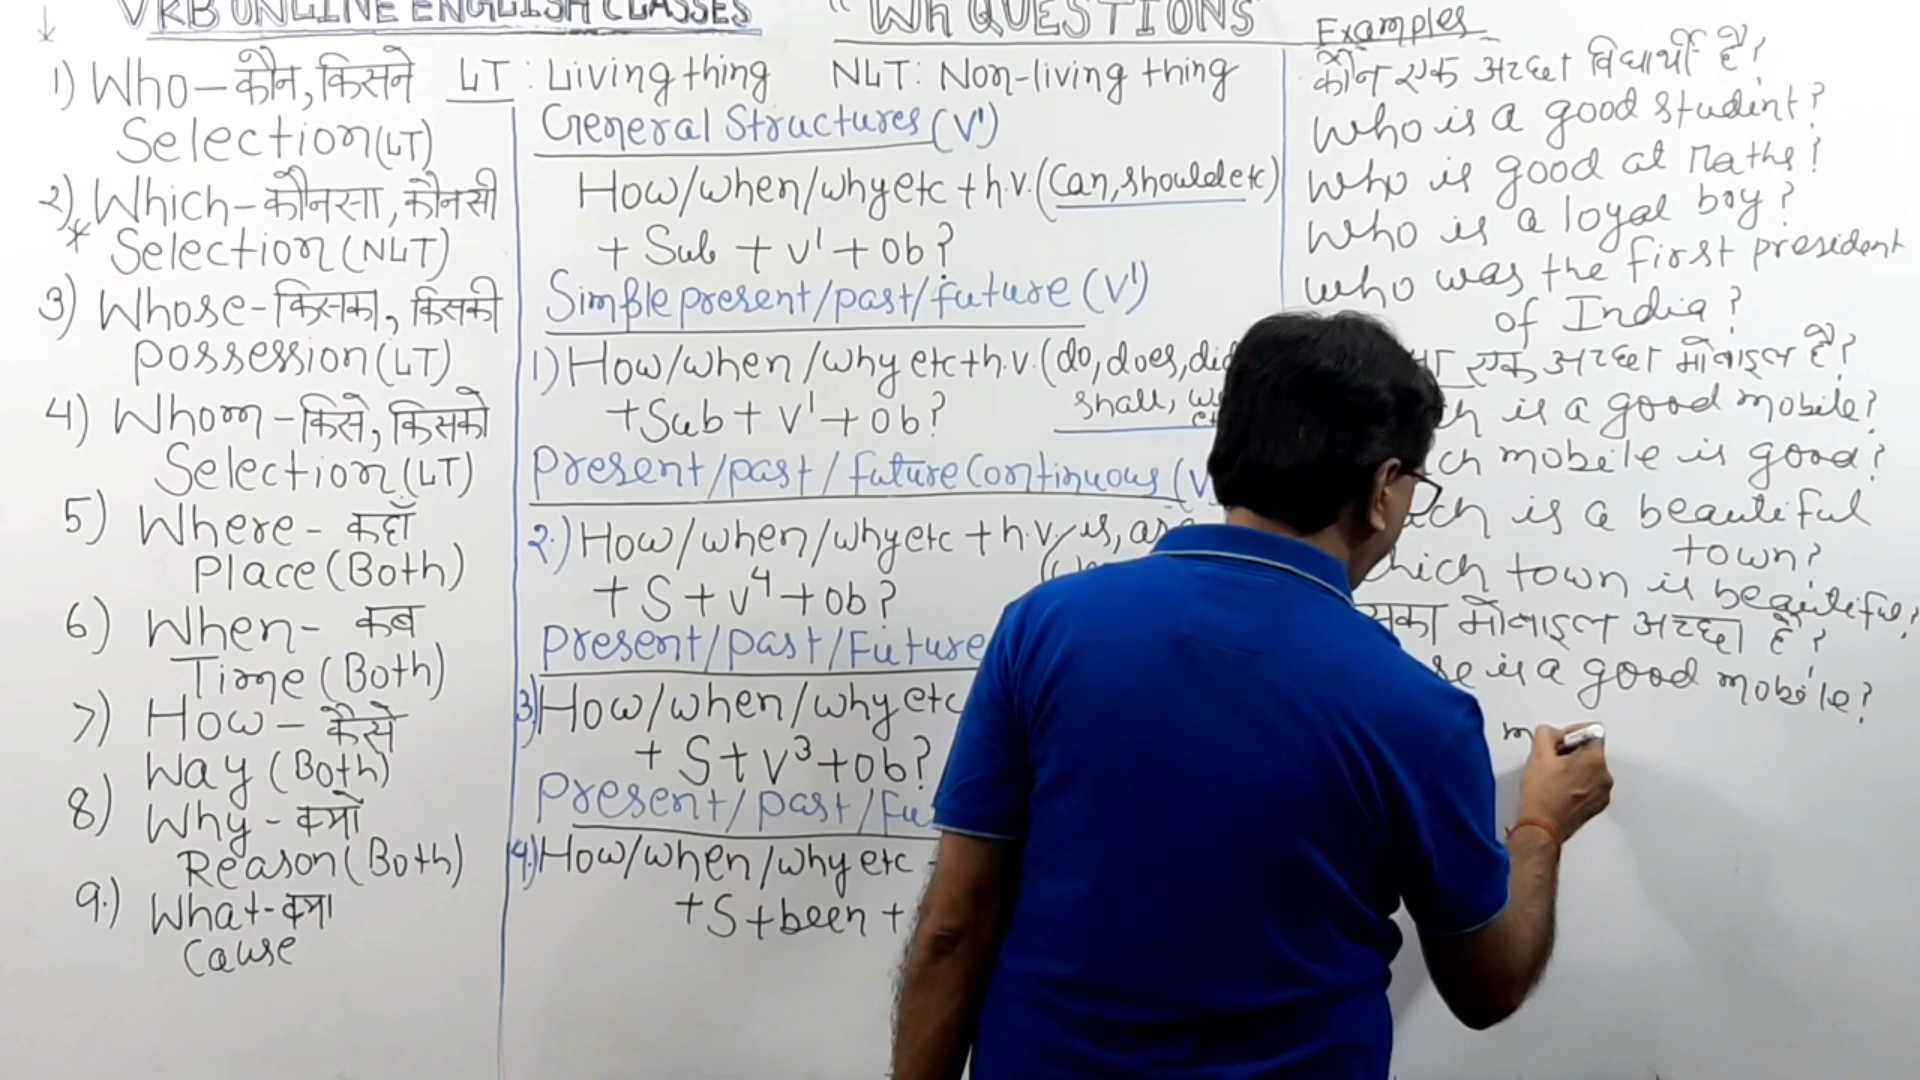 VRB ONLINE ENGLISH CLASSES
"Wh QUESTIONS
1) Who - कौन, किसने
Selection (LT)
2) Which - कौनसा, कौनसी
* Selection (NLT)
3) Whose - किसका, किसकी
possession (LT)
4) Whom - किसे, किसको
Selection (LT)
5) Where - कहाँ
Place (Both)
6) When - कब
Time (Both)
7) How - कैसे
Way (Both)
8) Why - क्यों
Reason (Both)
9.) What - क्या
Cause
LT : Living thing NLT : Non-living thing
General Structures (V¹)
How/when/why etc + h.v. (Can, should etc)
+ Sub + v¹ + ob?
Simple present/past/future (V¹)
1) How/when/why etc + h.v. (do, does, did
shall,
+ Sub + v¹ + ob?
Present/past/future Continuous (V
2.) How/when/why etc + h.v. is,
+ S + v⁴ + ob?
Present/past/Future
3) How/when/why etc
+ S + v³ + ob?
Present/past/Fu
4.) How/when/why etc
+ S + been +
Examples
कौन एक अच्छा विद्यार्थी है?
Who is a good student?
Who is good at Maths?
Who is a loyal boy?
Who was the first president
of India?
एक अच्छा मोबाइल है?
is a good mobile?
ch mobile is good?
ch is a beautiful
town?
hich town is beautiful?
सका मोबाइल अच्छा है?
se is a good mobile?
m